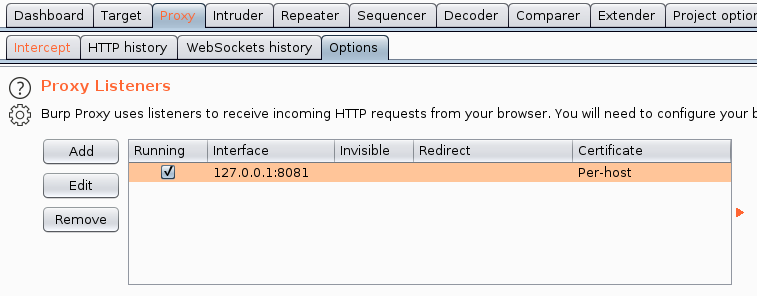 Dashboard Target Proxy Intruder Repeater Sequencer Decoder Comparer Extender Project option
Intercept HTTP history WebSockets history Options
? Proxy Listeners
Burp Proxy uses listeners to receive incoming HTTP requests from your browser. You will need to configure your b
Add Running Interface Invisible Redirect Certificate
127.0.0.1:8081 Per-host
Edit
Remove